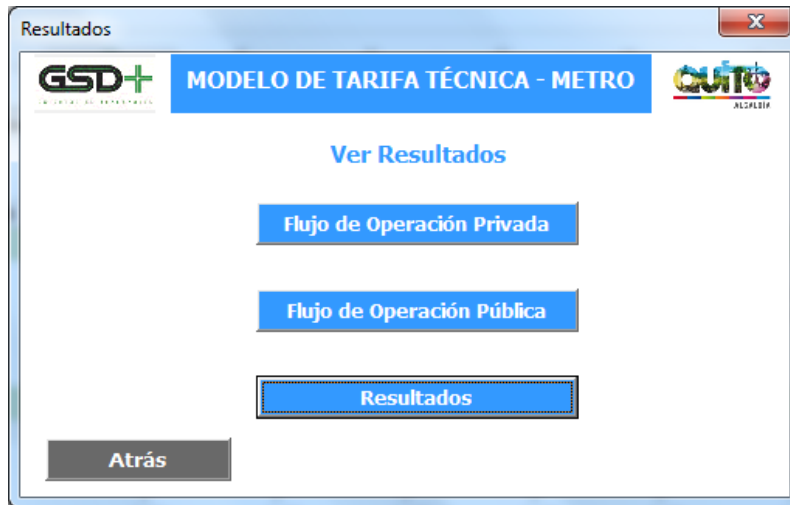 Resultados
GSD+
MODELO DE TARIFA TÉCNICA - METRO
QUITO
ALCALDÍA
Ver Resultados
Flujo de Operación Privada
Flujo de Operación Pública
Resultados
Atrás